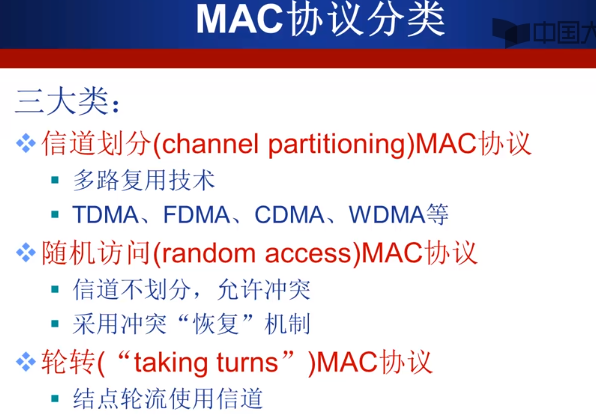 MAC协议分类
中国大
三大类：
信道划分(channel partitioning)MAC协议
多路复用技术
TDMA、FDMA、CDMA、WDMA等
随机访问(random access)MAC协议
信道不划分，允许冲突
采用冲突“恢复”机制
轮转(“taking turns”)MAC协议
结点轮流使用信道